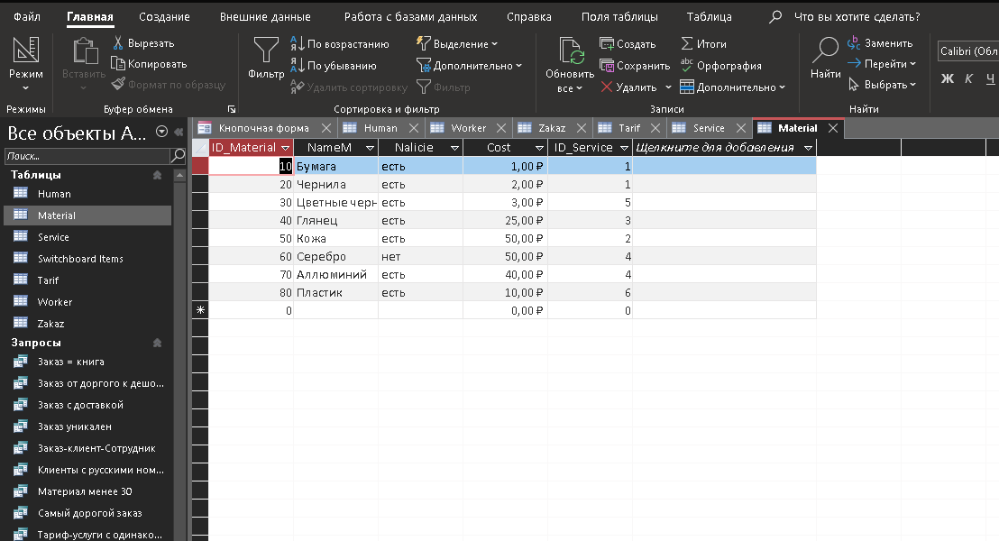 Файл Главная Создание Внешние данные Работа с базами данных Справка Поля таблицы Таблица Что вы хотите сделать?
Режим
Режимы
Вставить
Вырезать
Копировать
Формат по образцу
Буфер обмена
Фильтр
По возрастанию
По убыванию
Удалить сортировку
Выделение
Дополнительно
Фильтр
Сортировка и фильтр
Обновить
все
Создать
Сохранить
Удалить
Итоги
Орфография
Дополнительно
Записи
Найти
Заменить
Перейти
Выбрать
Найти
Calibri (Обл
Ж К Ч
Все объекты A...
Поиск...
Таблицы
Human
Material
Service
Switchboard Items
Tarif
Worker
Zakaz
Запросы
Заказ = книга
Заказ от доргого к дешо...
Заказ с доставкой
Заказ уникален
Заказ-клиент-Сотрудник
Клиенты с русскими ном...
Материал менее 30
Самый дорогой заказ
Тариф-услуги с одинако...
Кнопочная форма Human Worker Zakaz Tarif Service Material
ID_Material NameM Nalicie Cost ID_Service Щелкните для добавления
10 Бумага есть 1,00 ₽ 1
20 Чернила есть 2,00 ₽ 1
30 Цветные черн есть 3,00 ₽ 5
40 Глянец есть 25,00 ₽ 3
50 Кожа есть 50,00 ₽ 2
60 Серебро нет 50,00 ₽ 4
70 Аллюминий есть 40,00 ₽ 4
80 Пластик есть 10,00 ₽ 6
0 0,00 ₽ 0